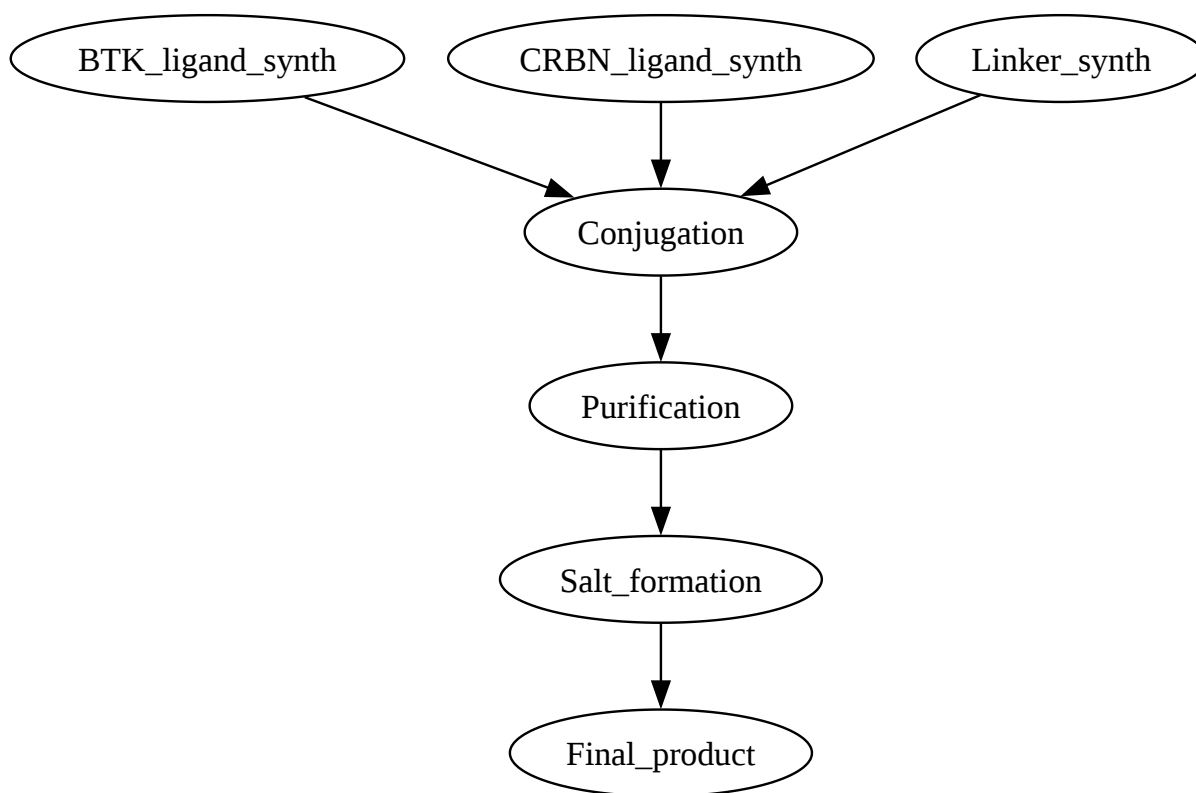 BTK_ligand_synth
CRBN_ligand_synth
Linker_synth
Conjugation
Purification
Salt_formation
Final_product